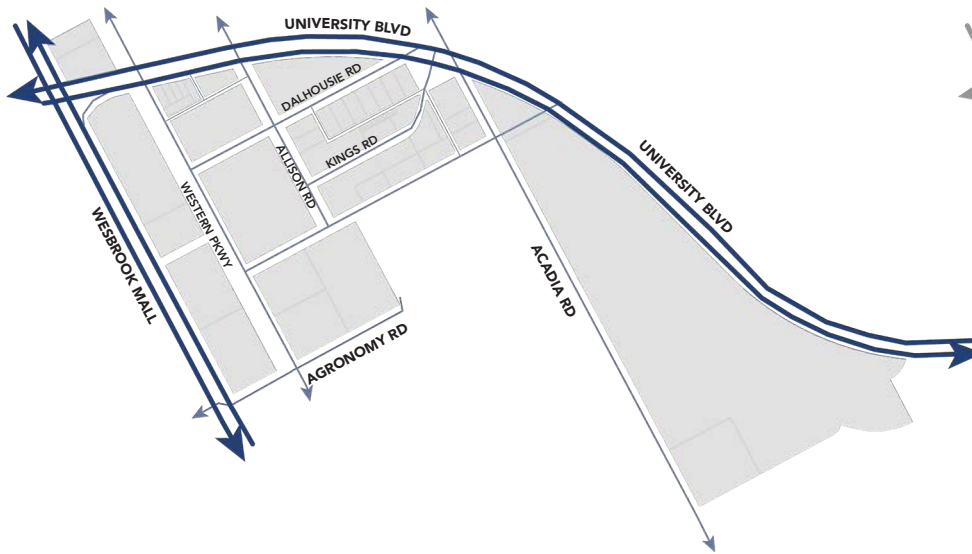 UNIVERSITY BLVD
DALHOUSIE RD
KINGS RD
ALLISON RD
WESTERN PKWY
WESBROOK MALL
UNIVERSITY BLVD
ACADIA RD
AGRONOMY RD